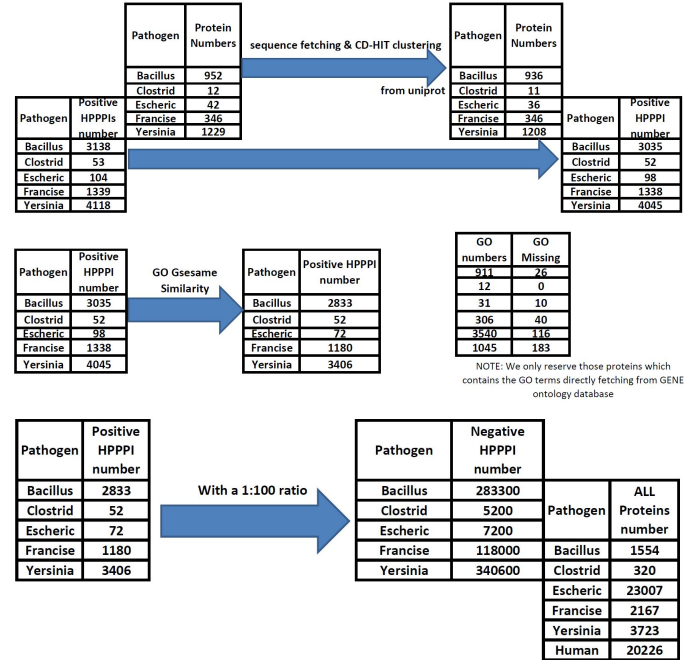 Pathogen Protein Numbers
Bacillus 952
Clostrid 12
Escheric 42
Francise 346
Yersinia 1229
sequence fetching & CD-HIT clustering
from uniprot
Pathogen Protein Numbers
Bacillus 936
Clostrid 11
Escheric 36
Francise 346
Yersinia 1208
Pathogen Positive HPPPIs number
Bacillus 3138
Clostrid 53
Escheric 104
Francise 1339
Yersinia 4118
Pathogen Positive HPPPI number
Bacillus 3035
Clostrid 52
Escheric 98
Francise 1338
Yersinia 4045
Pathogen Positive HPPPI number
Bacillus 3035
Clostrid 52
Escheric 98
Francise 1338
Yersinia 4045
GO Gsesame
Similarity
Pathogen Positive HPPPI number
Bacillus 2833
Clostrid 52
Escheric 72
Francise 1180
Yersinia 3406
GO numbers GO Missing
911 26
12 0
31 10
306 40
3540 116
1045 183
NOTE: We only reserve those proteins which
contains the GO terms directly fetching from GENE
ontology database
Pathogen Positive HPPPI number
Bacillus 2833
Clostrid 52
Escheric 72
Francise 1180
Yersinia 3406
With a 1:100 ratio
Pathogen Negative HPPPI number
Bacillus 283300
Clostrid 5200
Escheric 7200
Francise 118000
Yersinia 340600
Pathogen ALL Proteins number
Bacillus 1554
Clostrid 320
Escheric 23007
Francise 2167
Yersinia 3723
Human 20226